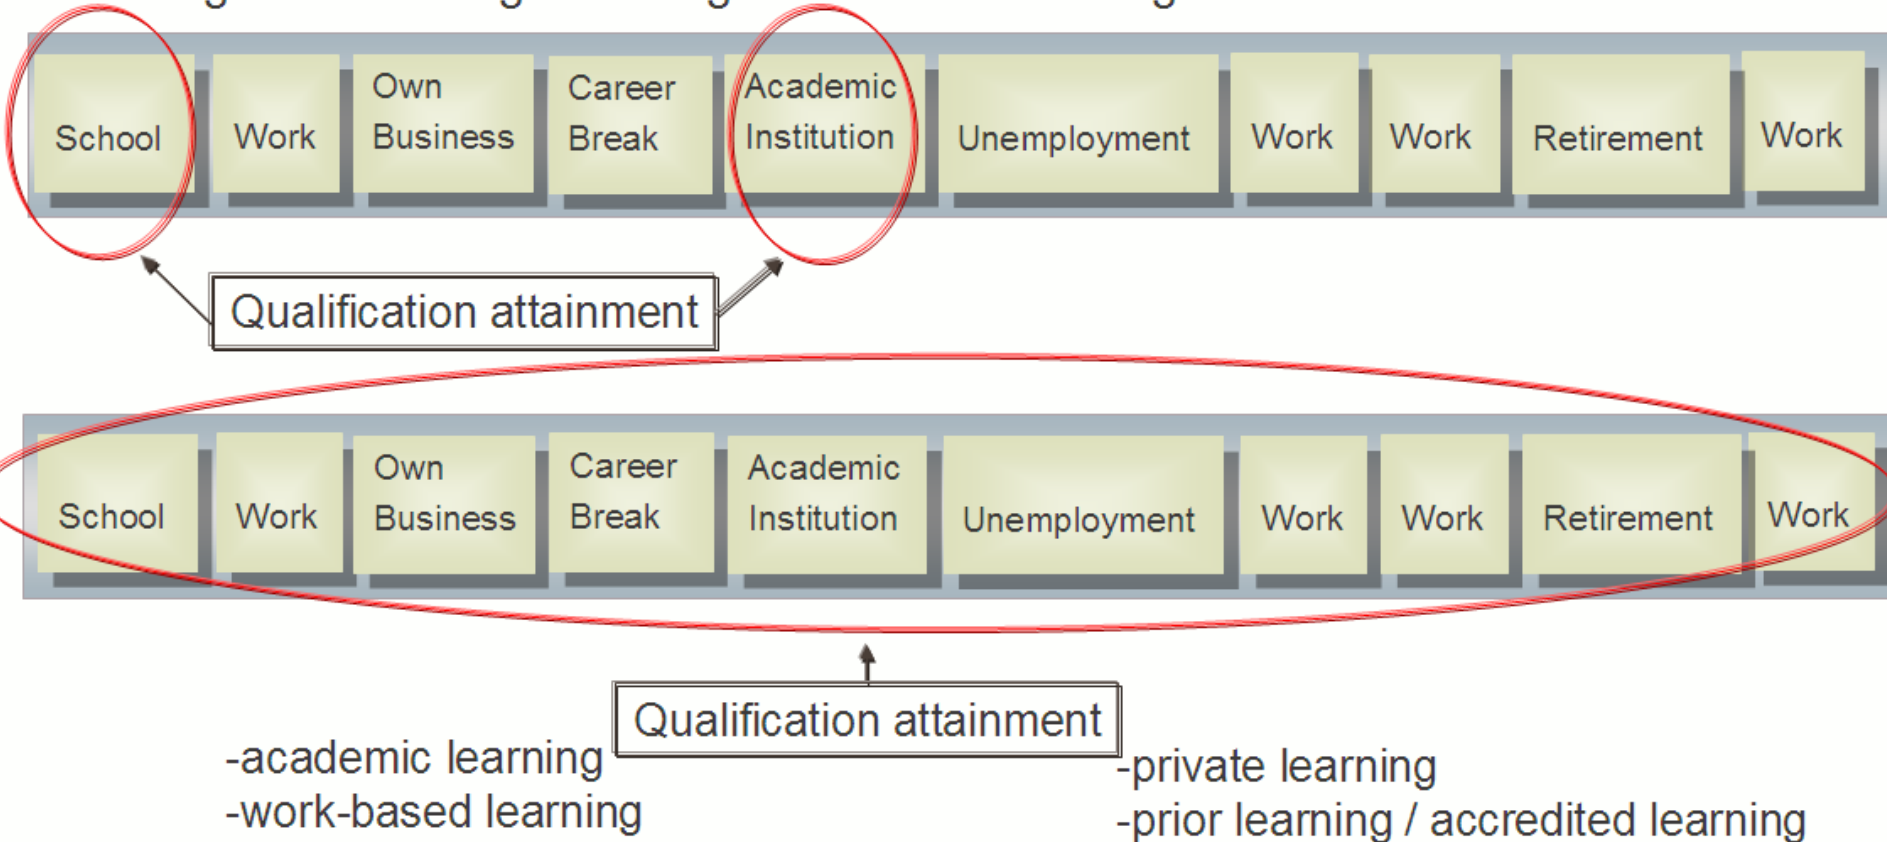 Own Career Academic
School Work Business Break Institution Unemployment Work Work Retirement Work
Qualification attainment
Own Career Academic
School Work Business Break Institution Unemployment Work Work Retirement Work
Qualification attainment
-academic learning
-work-based learning
-private learning
-prior learning / accredited learning